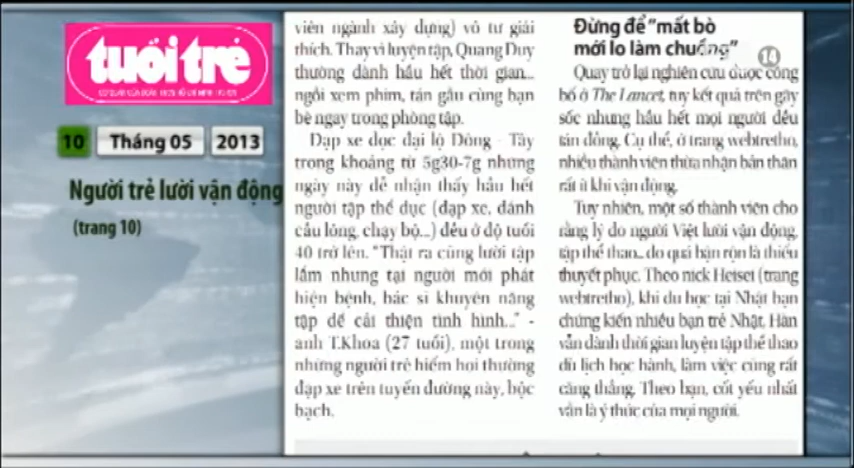 tuổi trẻ
10 Tháng 05 2013
Người trẻ lười vận động
(trang 10)
viên ngành xây dựng) vô tư giải
thích. Thay vì luyện tập, Quang Duy
thường dành hầu hết thời gian...
ngồi xem phim, tán gẫu cùng bạn
bè ngay trong phòng tập.
Đạp xe dọc đại lộ Đông - Tây
trong khoảng từ 5g30-7g những
ngày này dễ nhận thấy hầu hết
người tập thể dục (đạp xe, đánh
cầu lông, chạy bộ...) đều ở độ tuổi
40 trở lên. "Thật ra cũng lười tập
lắm nhưng tại người mới phát
hiện bệnh, bác sĩ khuyên năng
tập để cải thiện tình hình..." -
anh T.Khoa (27 tuổi), một trong
những người trẻ hiếm hoi thường
đạp xe trên tuyến đường này, bộc
bạch.
Đừng để "mất bò
mới lo làm chuồng"
14
Quay trở lại nghiên cứu được công
bố ở The Lancet, tuy kết quả trên gây
sốc nhưng hầu hết mọi người đều
tán đồng. Cụ thể, ở trang webtretho,
nhiều thành viên thừa nhận bản thân
rất ù khi vận động.
Tuy nhiên, một số thành viên cho
rằng lý do người Việt lười vận động,
tập thể thao... do quá bận rộn là thiếu
thuyết phục. Theo nick Heisei (trang
webtretho), khi du học tại Nhật bạn
chứng kiến nhiều bạn trẻ Nhật, Hàn
vẫn dành thời gian luyện tập thể thao
dù lịch học hành, làm việc cũng rất
căng thẳng. Theo bạn, cốt yếu nhất
vẫn là ý thức của mọi người.